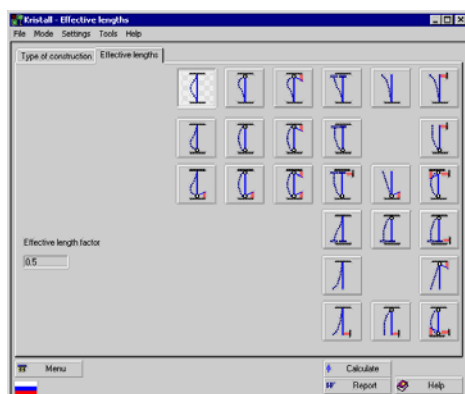 Kristall - Effective lengths
File Mode Settings Tools Help
Type of construction Effective lengths
Effective length factor
0.5
Menu
Calculate
Report
Help